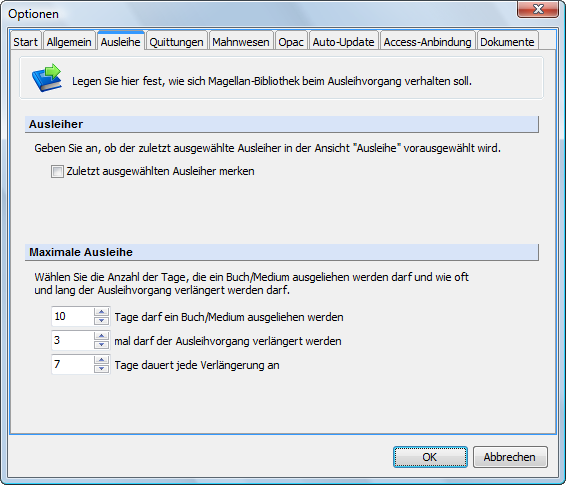 Optionen
Start Allgemein Ausleihe Quittungen Mahnwesen Opac Auto-Update Access-Anbindung Dokumente
Legen Sie hier fest, wie sich Magellan-Bibliothek beim Ausleihvorgang verhalten soll.
Ausleiher
Geben Sie an, ob der zuletzt ausgewählte Ausleiher in der Ansicht "Ausleihe" vorausgewählt wird.
Zuletzt ausgewählten Ausleiher merken
Maximale Ausleihe
Wählen Sie die Anzahl der Tage, die ein Buch/Medium ausgeliehen werden darf und wie oft
und lang der Ausleihvorgang verlängert werden darf.
10 Tage darf ein Buch/Medium ausgeliehen werden
3 mal darf der Ausleihvorgang verlängert werden
7 Tage dauert jede Verlängerung an
OK Abbrechen